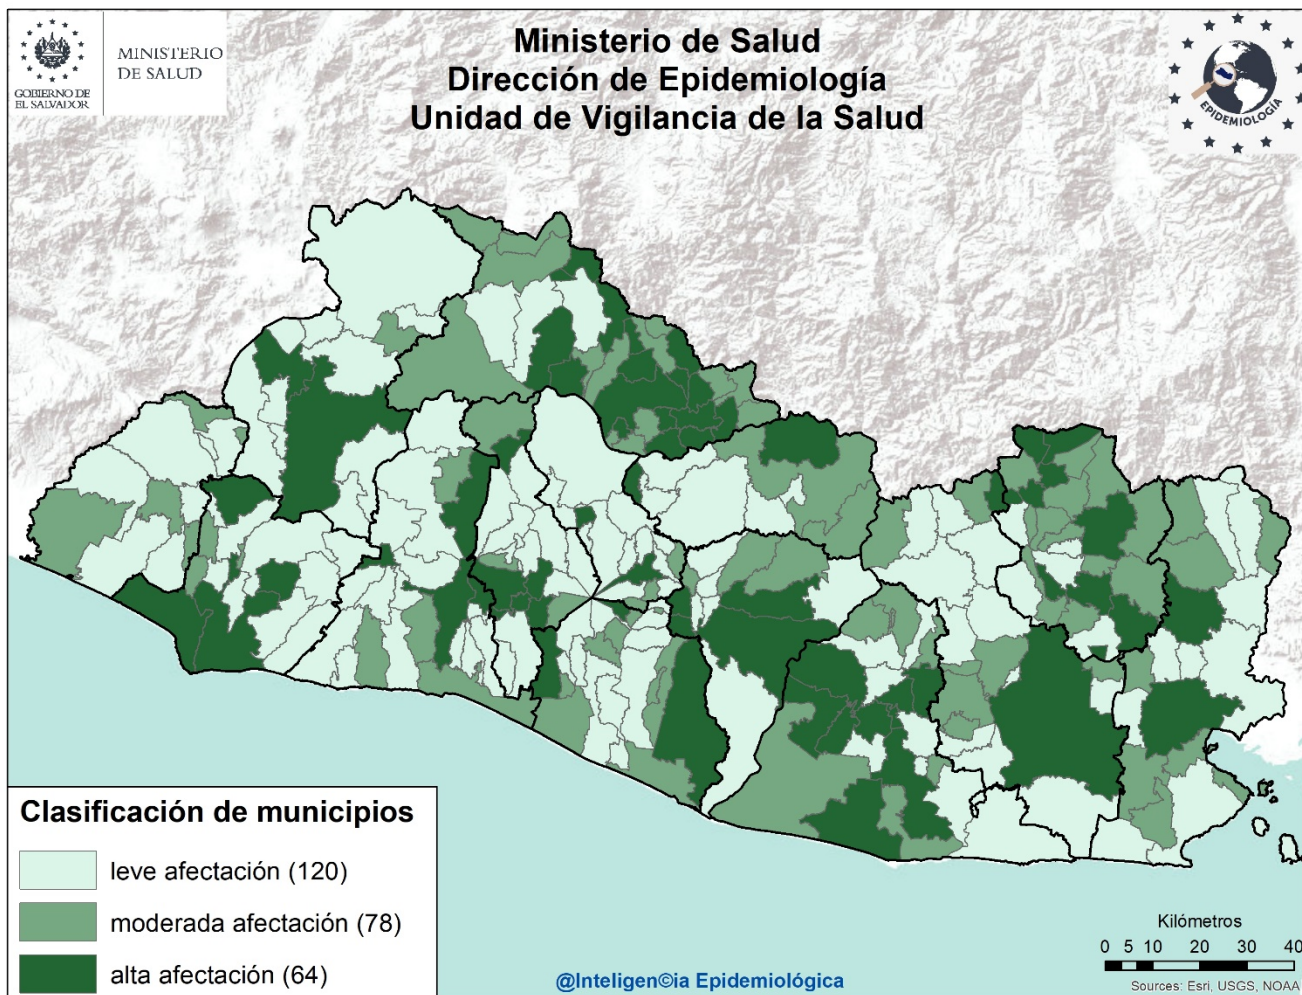 GOBIERNO DE
EL SALVADOR
MINISTERIO
DE SALUD
Ministerio de Salud
Dirección de Epidemiología
Unidad de Vigilancia de la Salud
EPIDEMIOLOGÍA
Clasificación de municipios
leve afectación (120)
moderada afectación (78)
alta afectación (64)
@Inteligen©ia Epidemiológica
Kilómetros
0 5 10 20 30 40
Sources: Esri, USGS, NOAA